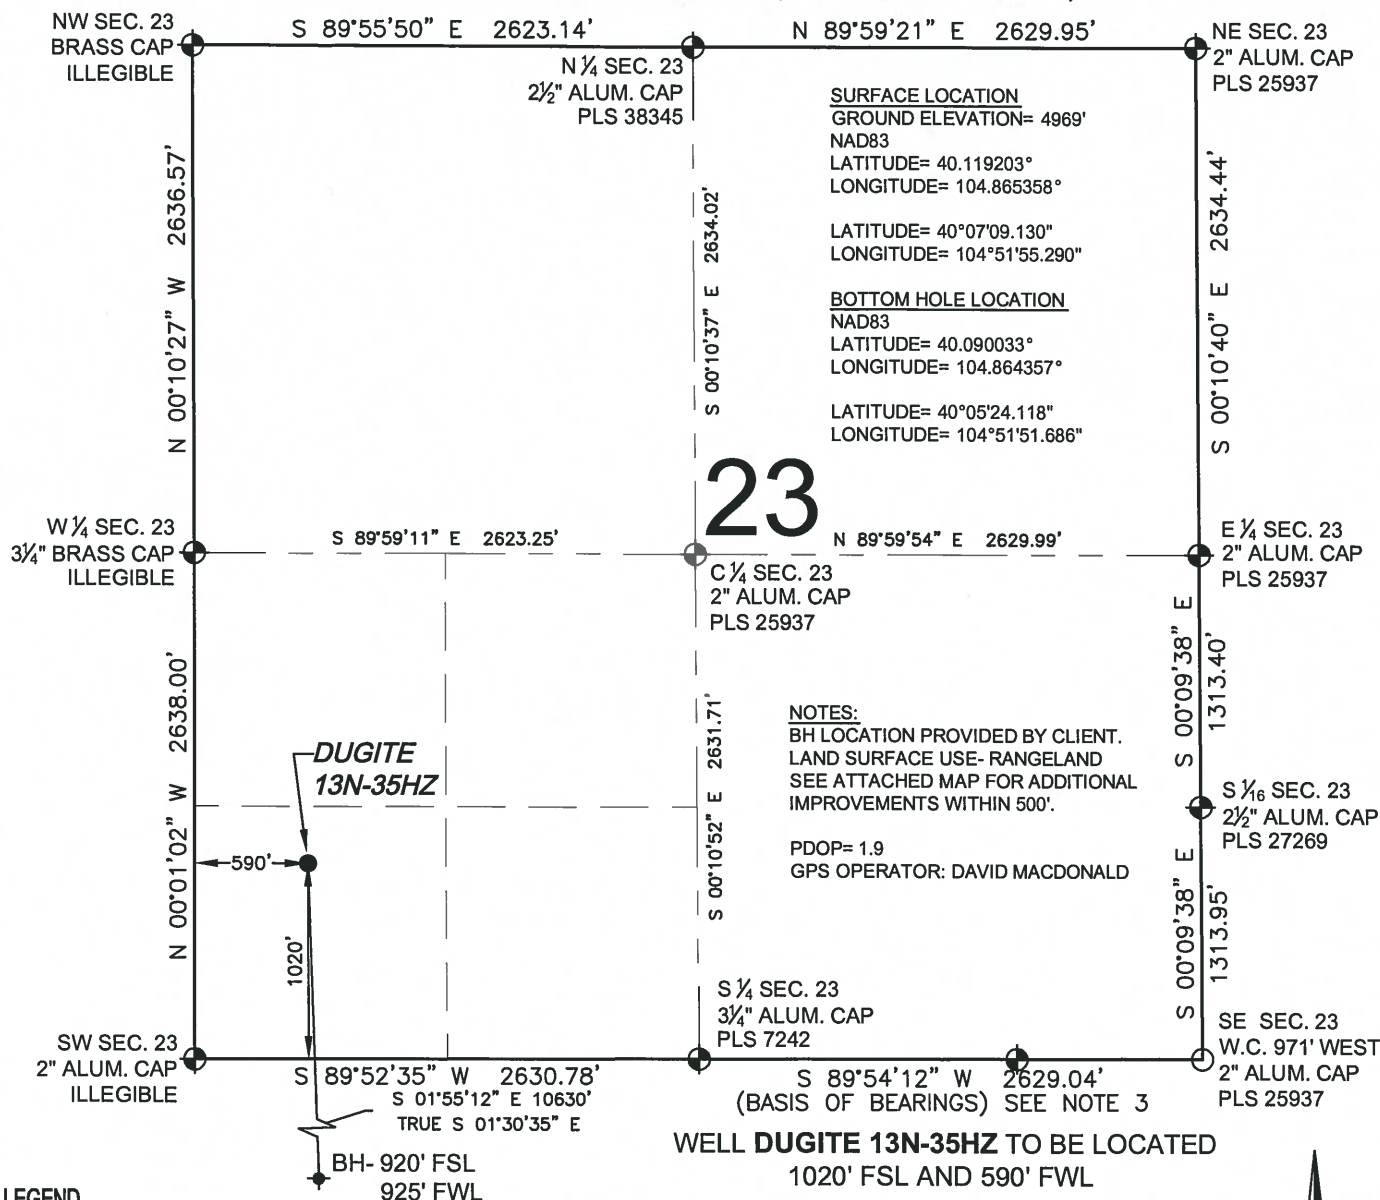 NW SEC. 23
BRASS CAP
ILLEGIBLE
S 89°55'50" E 2623.14'
N 89°59'21" E 2629.95'
NE SEC. 23
2" ALUM. CAP
PLS 25937
N ¼ SEC. 23
2½" ALUM. CAP
PLS 38345
SURFACE LOCATION
GROUND ELEVATION= 4969'
NAD83
LATITUDE= 40.119203°
LONGITUDE= 104.865358°
LATITUDE= 40°07'09.130"
LONGITUDE= 104°51'55.290"
BOTTOM HOLE LOCATION
NAD83
LATITUDE= 40.090033°
LONGITUDE= 104.864357°
LATITUDE= 40°05'24.118"
LONGITUDE= 104°51'51.686"
N 00°10'27" W 2636.57'
S 00°10'37" E 2634.02'
S 00°10'40" E 2634.44'
23
W ¼ SEC. 23
3¼" BRASS CAP
ILLEGIBLE
S 89°59'11" E 2623.25'
N 89°59'54" E 2629.99'
E ¼ SEC. 23
2" ALUM. CAP
PLS 25937
C ¼ SEC. 23
2" ALUM. CAP
PLS 25937
N 00°01'02" W 2638.00'
S 00°10'52" E 2631.71'
S 00°09'38" E
1313.40'
NOTES:
BH LOCATION PROVIDED BY CLIENT.
LAND SURFACE USE- RANGELAND
SEE ATTACHED MAP FOR ADDITIONAL
IMPROVEMENTS WITHIN 500'.
PDOP= 1.9
GPS OPERATOR: DAVID MACDONALD
DUGITE
13N-35HZ
590'
1020'
S 1⁄16 SEC. 23
2½" ALUM. CAP
PLS 27269
S 00°09'38" E
1313.95'
S ¼ SEC. 23
3¼" ALUM. CAP
PLS 7242
SW SEC. 23
2" ALUM. CAP
ILLEGIBLE
SE SEC. 23
W.C. 971' WEST
2" ALUM. CAP
PLS 25937
S 89°52'35" W 2630.78'
S 01°55'12" E 10630'
TRUE S 01°30'35" E
S 89°54'12" W 2629.04'
(BASIS OF BEARINGS) SEE NOTE 3
WELL DUGITE 13N-35HZ TO BE LOCATED
1020' FSL AND 590' FWL
BH- 920' FSL
925' FWL
LEGEND